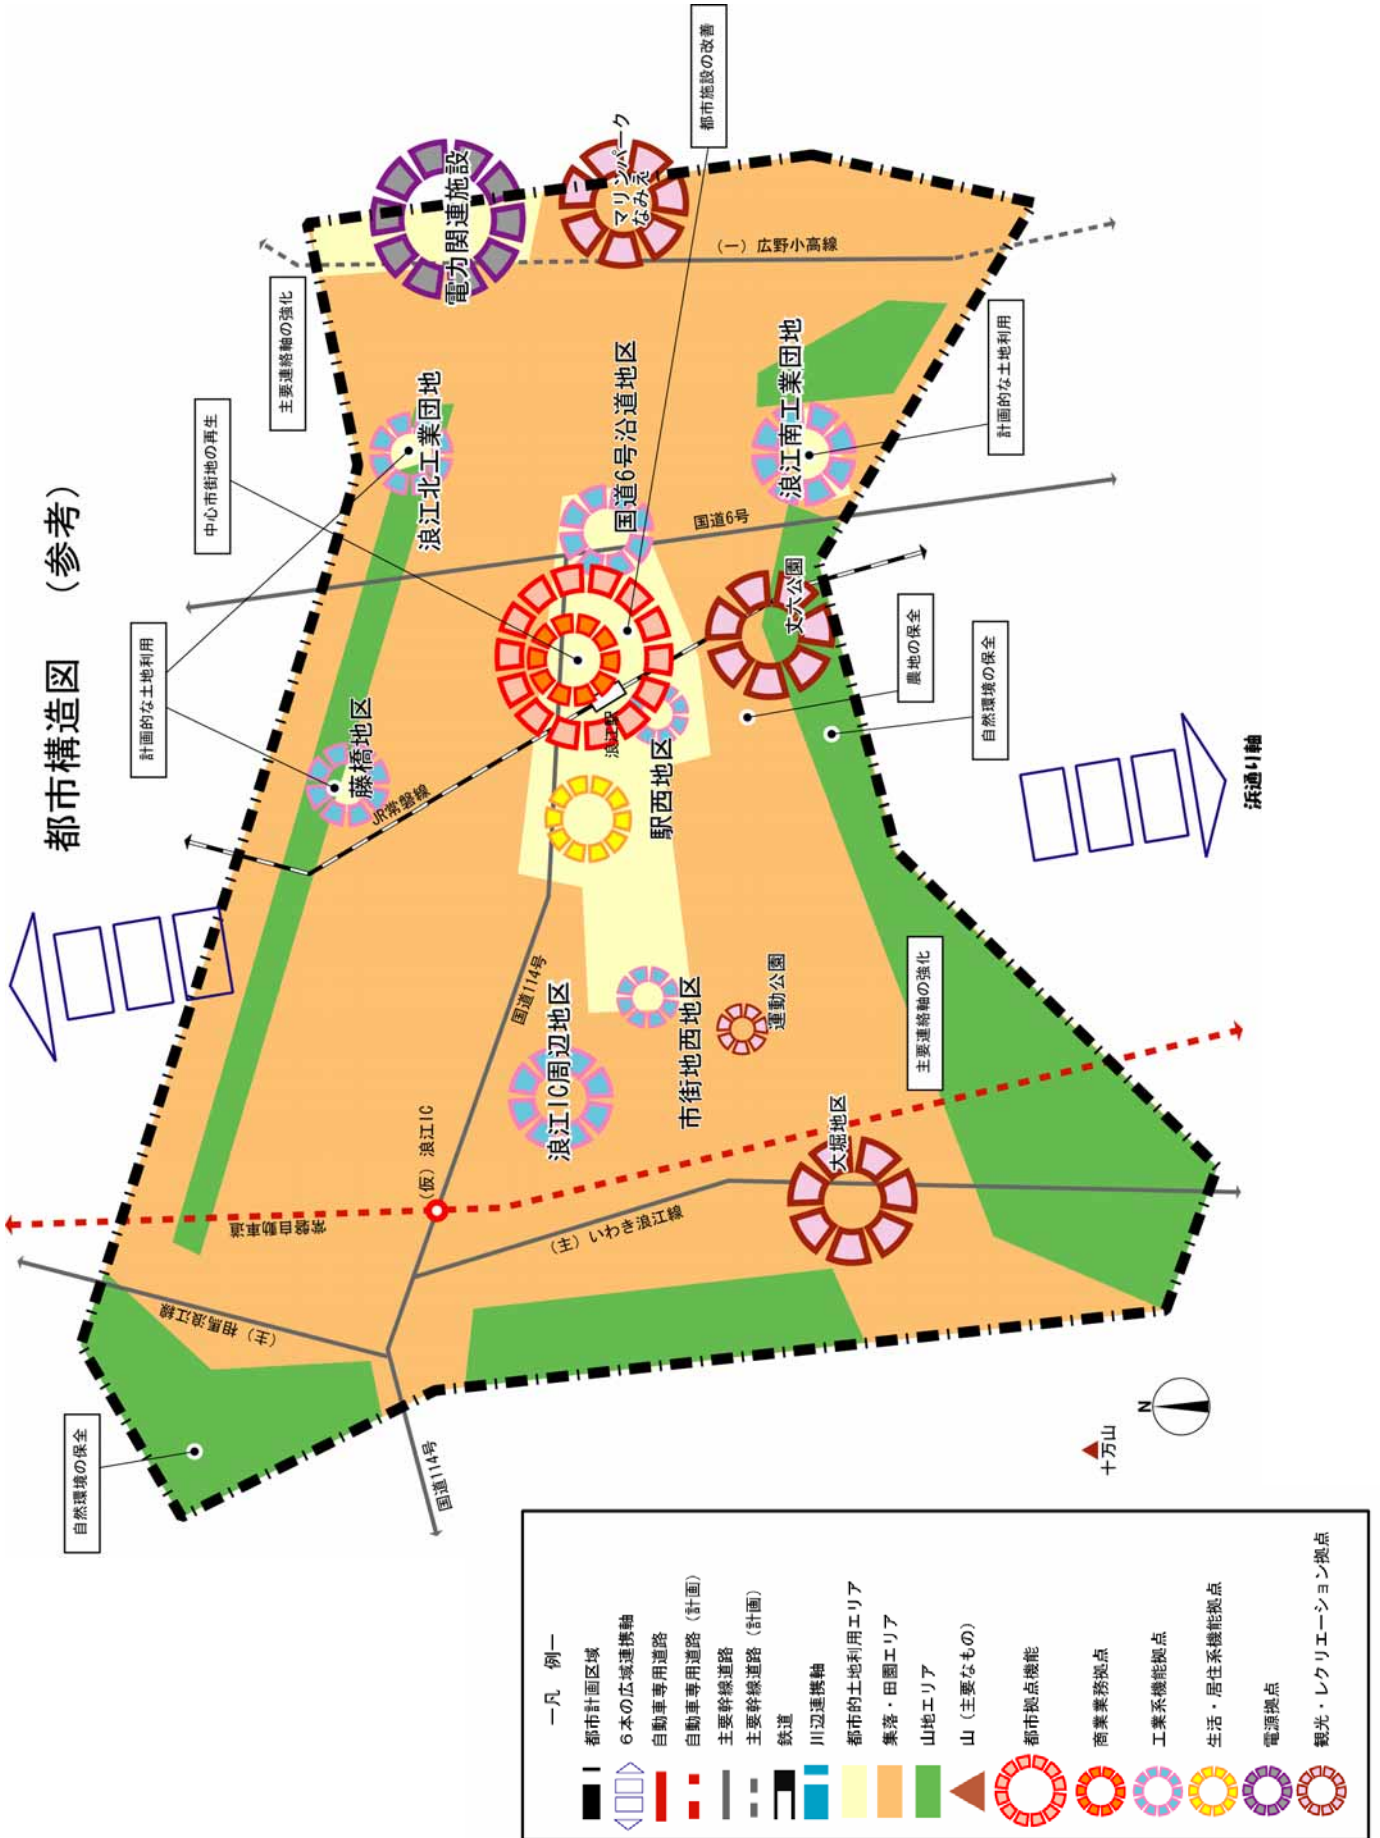 都市構造図 （参考）
計画的な土地利用
中心市街地の再生
主要連絡軸の強化
都市施設の改善
電力関連施設
マリンパーク
なみえ
（一）広野小高線
浪江北工業団地
国道6号沿道地区
浪江南工業団地
計画的な土地利用
国道6号
丈六公園
農地の保全
自然環境の保全
藤橋地区
JR常磐線
浪江駅
駅西地区
浜通り軸
国道114号
浪江IC周辺地区
市街地西地区
運動公園
主要連絡軸の強化
（仮）浪江IC
大堀地区
常磐自動車道
（主）いわき浪江線
（主）相馬浪江線
国道114号
自然環境の保全
N
十万山
―凡 例―
都市計画区域
６本の広域連携軸
自動車専用道路
自動車専用道路（計画）
主要幹線道路
主要幹線道路（計画）
鉄道
川辺連携軸
都市的土地利用エリア
集落・田園エリア
山地エリア
山（主要なもの）
都市拠点機能
商業業務拠点
工業系機能拠点
生活・居住系機能拠点
電源拠点
観光・レクリエーション拠点